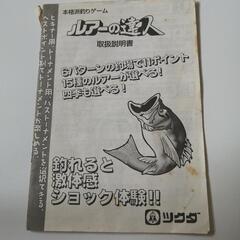 本格派釣りゲーム
ルアーの達人
取扱説明書
6パターンの釣場で11ポイント
15種のルアーが選べる!
四季も選べる!
釣れると
激体感
ショック体験!!
ツクダ